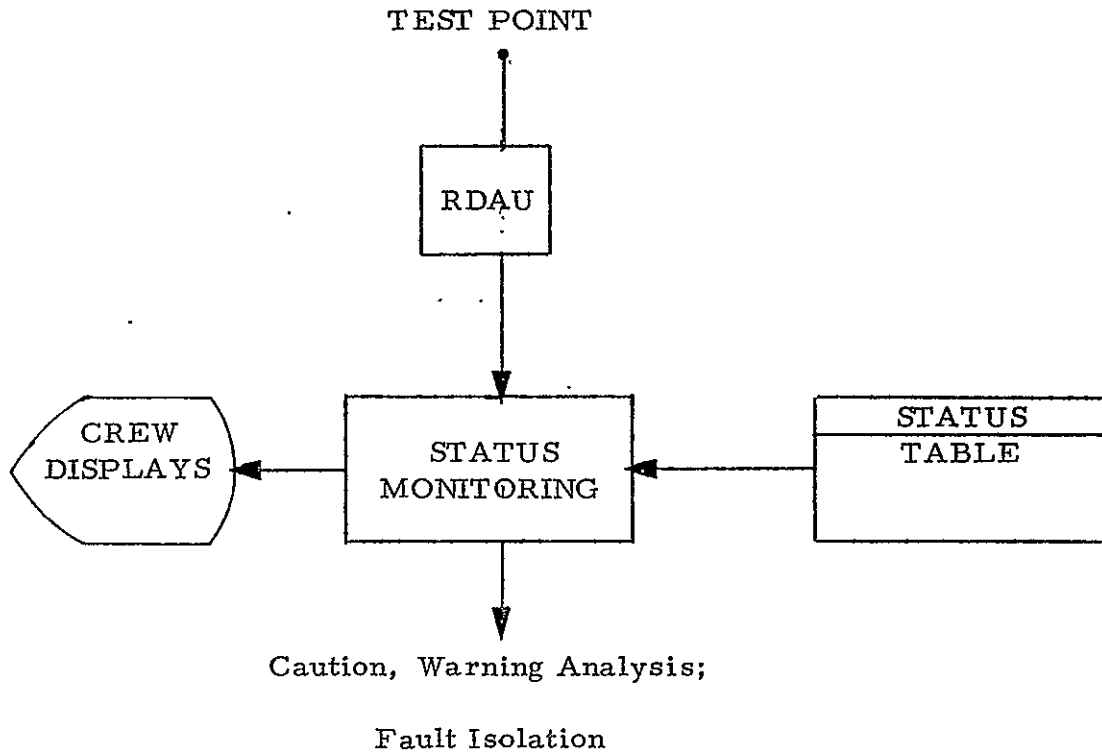 TEST POINT
RDAU
CREW
DISPLAYS
STATUS
MONITORING
STATUS
TABLE
Caution, Warning Analysis;
Fault Isolation